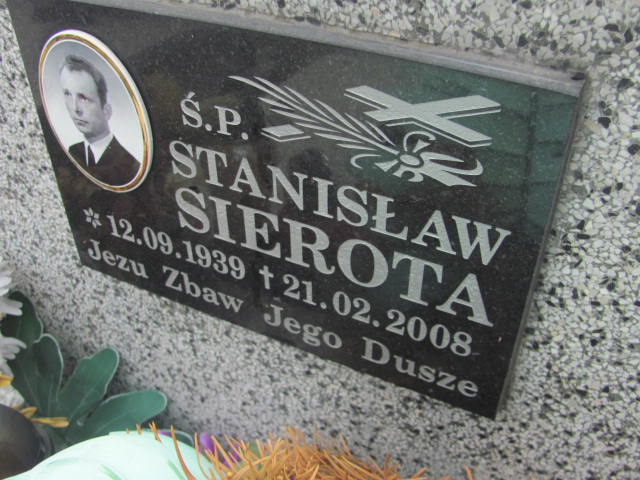 Ś.P.
STANISŁAW
SIEROTA
12.09.1939 † 21.02.2008
Jezu Zbaw Jego Dusze